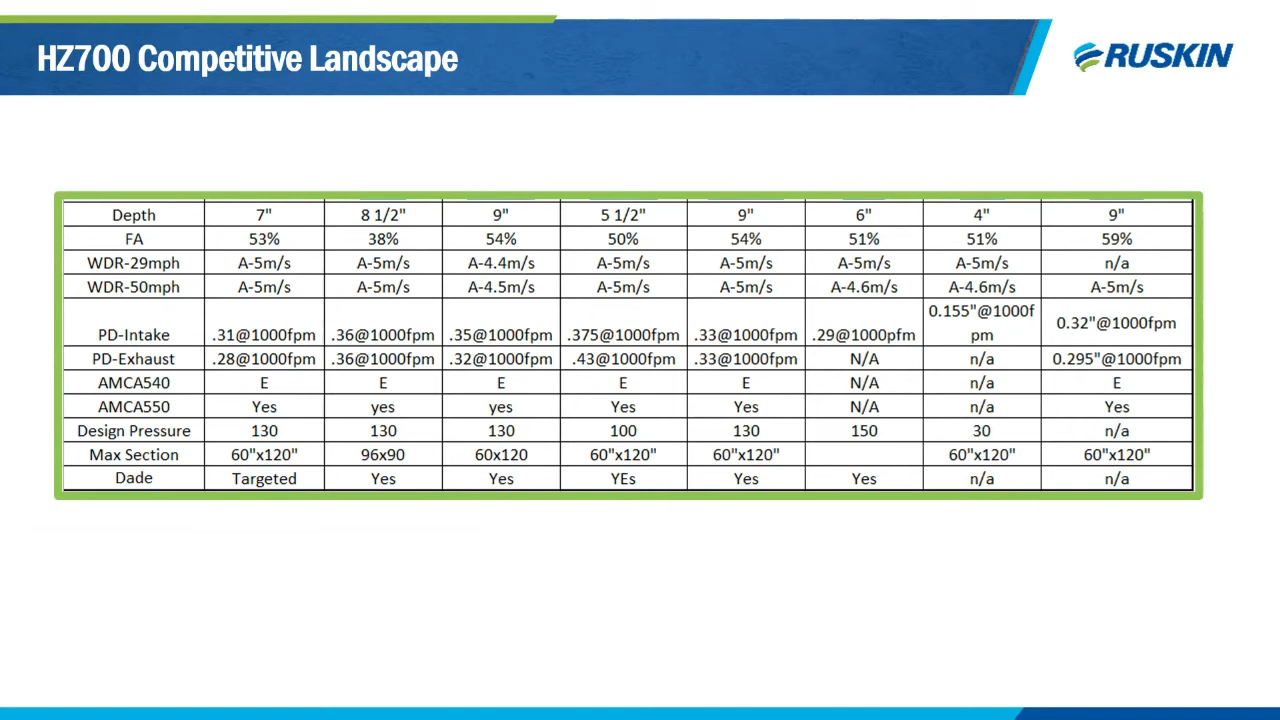 HZ700 Competitive Landscape
RUSKIN
Depth 7" 8 1/2" 9" 5 1/2" 9" 6" 4" 9"
FA 53% 38% 54% 50% 54% 51% 51% 59%
WDR-29mph A-5m/s A-5m/s A-4.4m/s A-5m/s A-5m/s A-5m/s A-5m/s n/a
WDR-50mph A-5m/s A-5m/s A-4.5m/s A-5m/s A-5m/s A-4.6m/s A-4.6m/s A-5m/s
PD-Intake .31@1000fpm .36@1000fpm .35@1000fpm .375@1000fpm .33@1000fpm .29@1000pfm 0.155"@1000f
pm 0.32"@1000fpm
PD-Exhaust .28@1000fpm .36@1000fpm .32@1000fpm .43@1000fpm .33@1000fpm N/A n/a 0.295"@1000fpm
AMCA540 E E E E E N/A n/a E
AMCA550 Yes yes yes Yes Yes N/A n/a Yes
Design Pressure 130 130 130 100 130 150 30 n/a
Max Section 60"x120" 96x90 60x120 60"x120" 60"x120" 60"x120" 60"x120"
Dade Targeted Yes Yes YEs Yes Yes n/a n/a